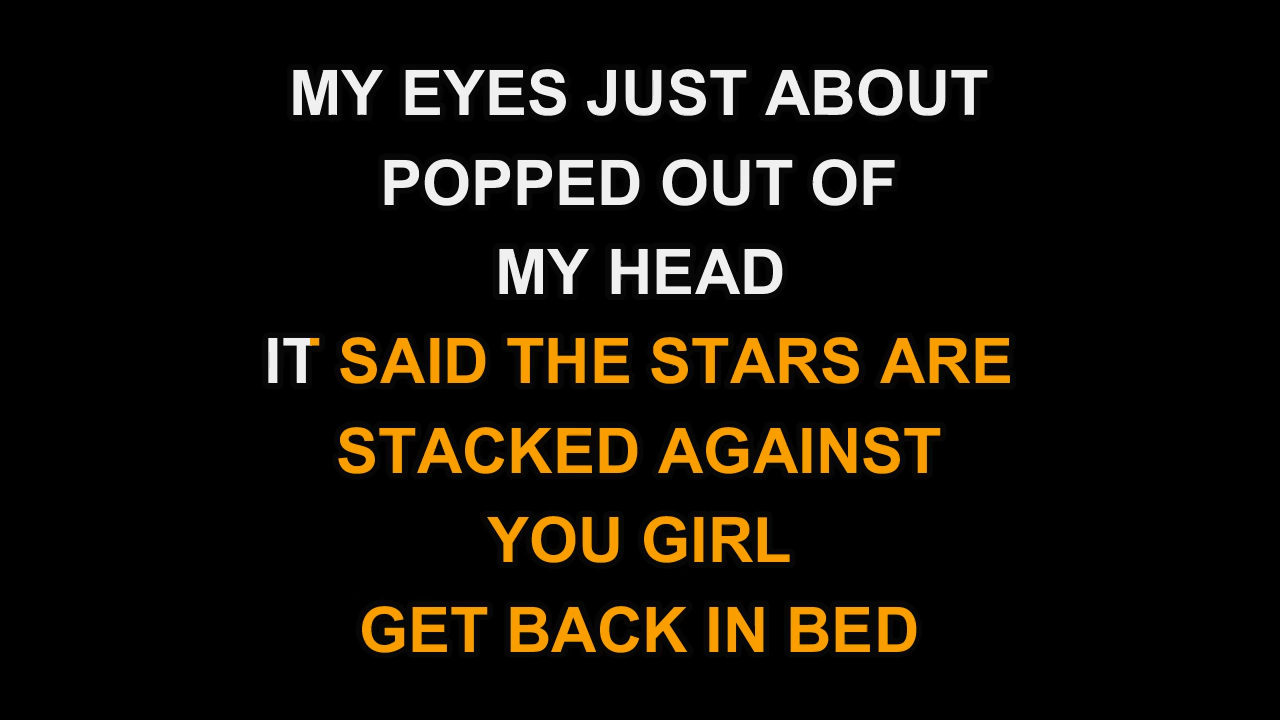 MY EYES JUST ABOUT
POPPED OUT OF
MY HEAD
IT SAID THE STARS ARE
STACKED AGAINST
YOU GIRL
GET BACK IN BED